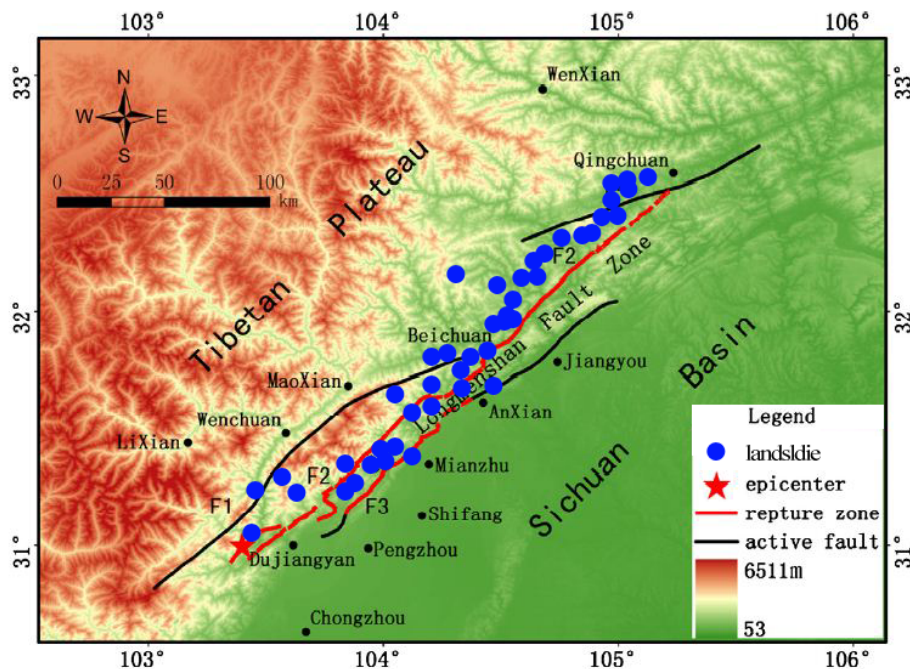 103° 104° 105° 106°
33° 33°
WenXian
N
W E
S
Qingchuan
0 25 50 100
km
Plateau
F2
Zone
Fault
32° 32°
Tibetan
Beichuan
Longmenshan
Jiangyou
Basin
MaoXian
AnXian
Wenchuan
LiXian
Mianzhu
Sichuan
F1
F2
F3
Shifang
31° 31°
Dujiangyan
Pengzhou
Chongzhou
Legend
landsldie
epicenter
repture zone
active fault
6511m
53
103° 104° 105° 106°